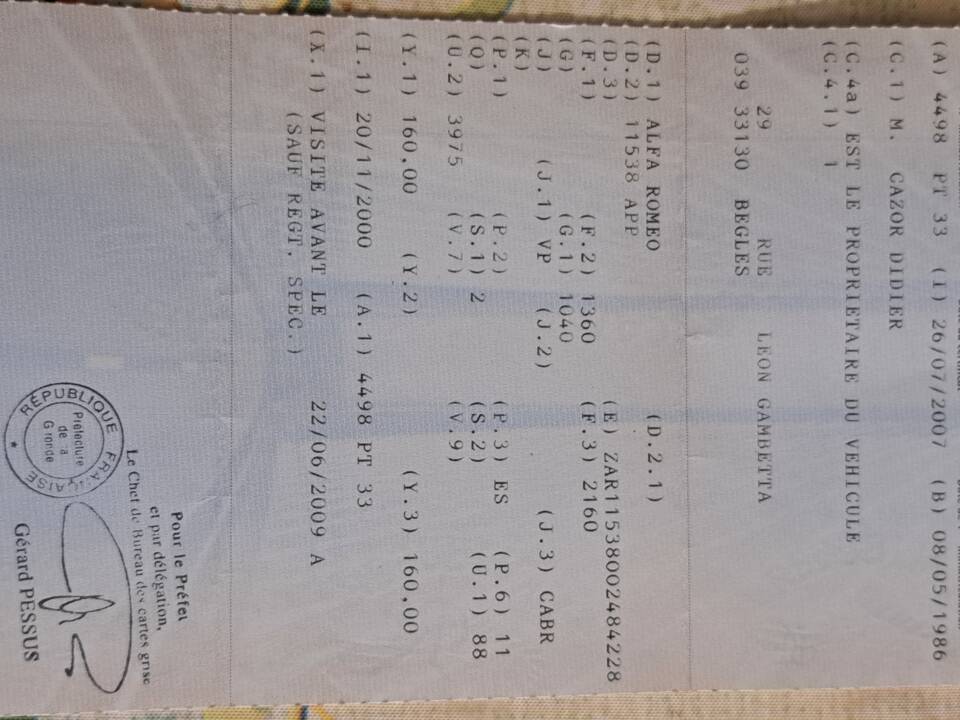 (A) 4498 PT 33 (I) 26/07/2007 (B) 08/05/1986
(C.1) M. CAZOR DIDIER
(C.4a) EST LE PROPRIETAIRE DU VEHICULE
(C.4.1) 1
29 RUE LEON GAMBETTA
039 33130 BEGLES
(D.1) ALFA ROMEO (D.2.1)
(D.2) 11538 APP
(D.3) (E) ZAR11538002484228
(F.1) (F.2) 1360 (F.3) 2160
(G) (G.1) 1040
(J) (J.1) VP (J.2) (J.3) CABR
(K)
(P.1) (P.2) (P.3) ES (P.6) 11
(Q) (S.1) 2 (S.2) (U.1) 88
(U.2) 3975 (V.7) (V.9)
(Y.1) 160,00 (Y.2) (Y.3) 160,00
(I.1) 20/11/2000 (A.1) 4498 PT 33
(X.1) VISITE AVANT LE 22/06/2009 A
(SAUF REGT. SPEC.)
Pour le Préfet
et par délégation,
Le Chef de Bureau des cartes grise
RÉPUBLIQUE FRANÇAISE
Préfecture
de a
Gironde
Gérard PESSUS